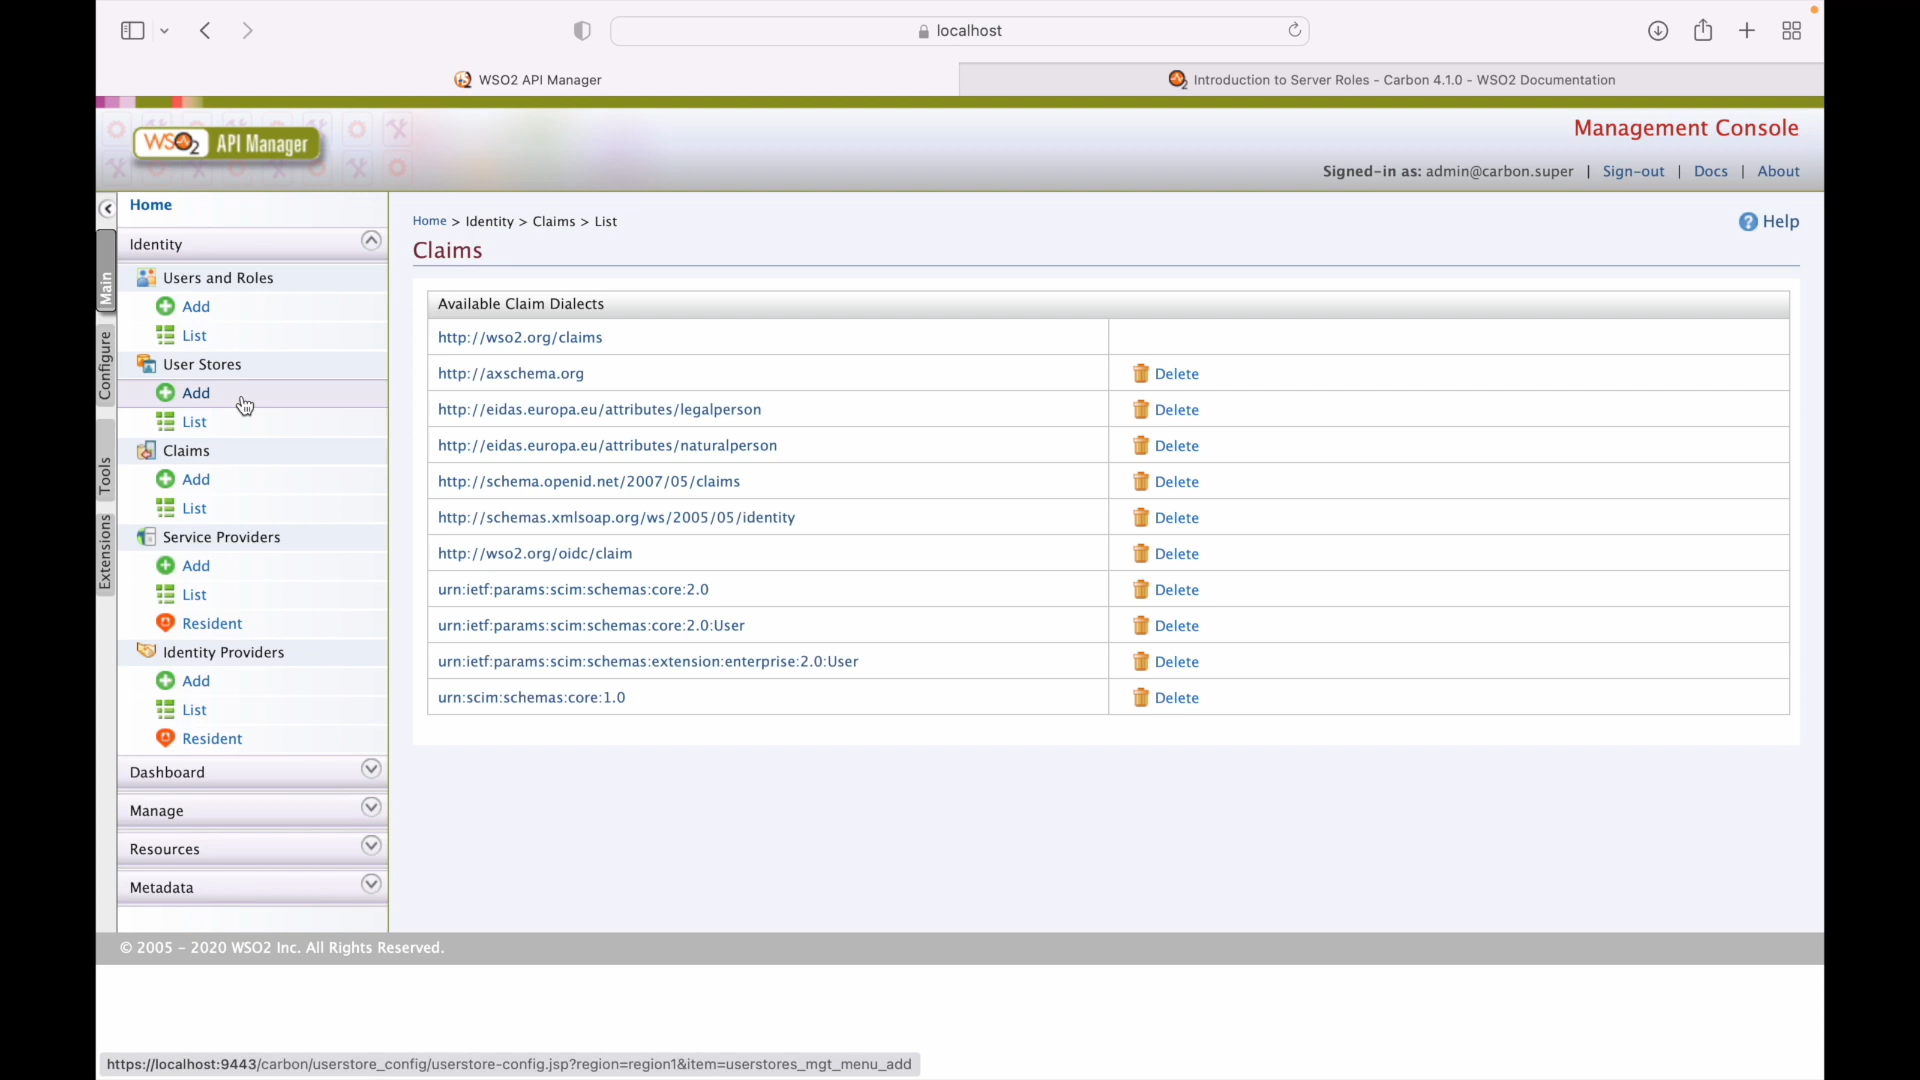 localhost
WSO2 API Manager
Introduction to Server Roles - Carbon 4.1.0 - WSO2 Documentation
WSO2 API Manager
Management Console
Signed-in as: admin@carbon.super | Sign-out | Docs | About
Home
Identity
Users and Roles
Add
List
User Stores
Add
List
Claims
Add
List
Service Providers
Add
List
Resident
Identity Providers
Add
List
Resident
Dashboard
Manage
Resources
Metadata
Main
Configure
Tools
Extensions
Home > Identity > Claims > List
Help
Claims
Available Claim Dialects
http://wso2.org/claims
http://axschema.org Delete
http://eidas.europa.eu/attributes/legalperson Delete
http://eidas.europa.eu/attributes/naturalperson Delete
http://schema.openid.net/2007/05/claims Delete
http://schemas.xmlsoap.org/ws/2005/05/identity Delete
http://wso2.org/oidc/claim Delete
urn:ietf:params:scim:schemas:core:2.0 Delete
urn:ietf:params:scim:schemas:core:2.0:User Delete
urn:ietf:params:scim:schemas:extension:enterprise:2.0:User Delete
urn:scim:schemas:core:1.0 Delete
© 2005 - 2020 WSO2 Inc. All Rights Reserved.
https://localhost:9443/carbon/userstore_config/userstore-config.jsp?region=region1&item=userstores_mgt_menu_add